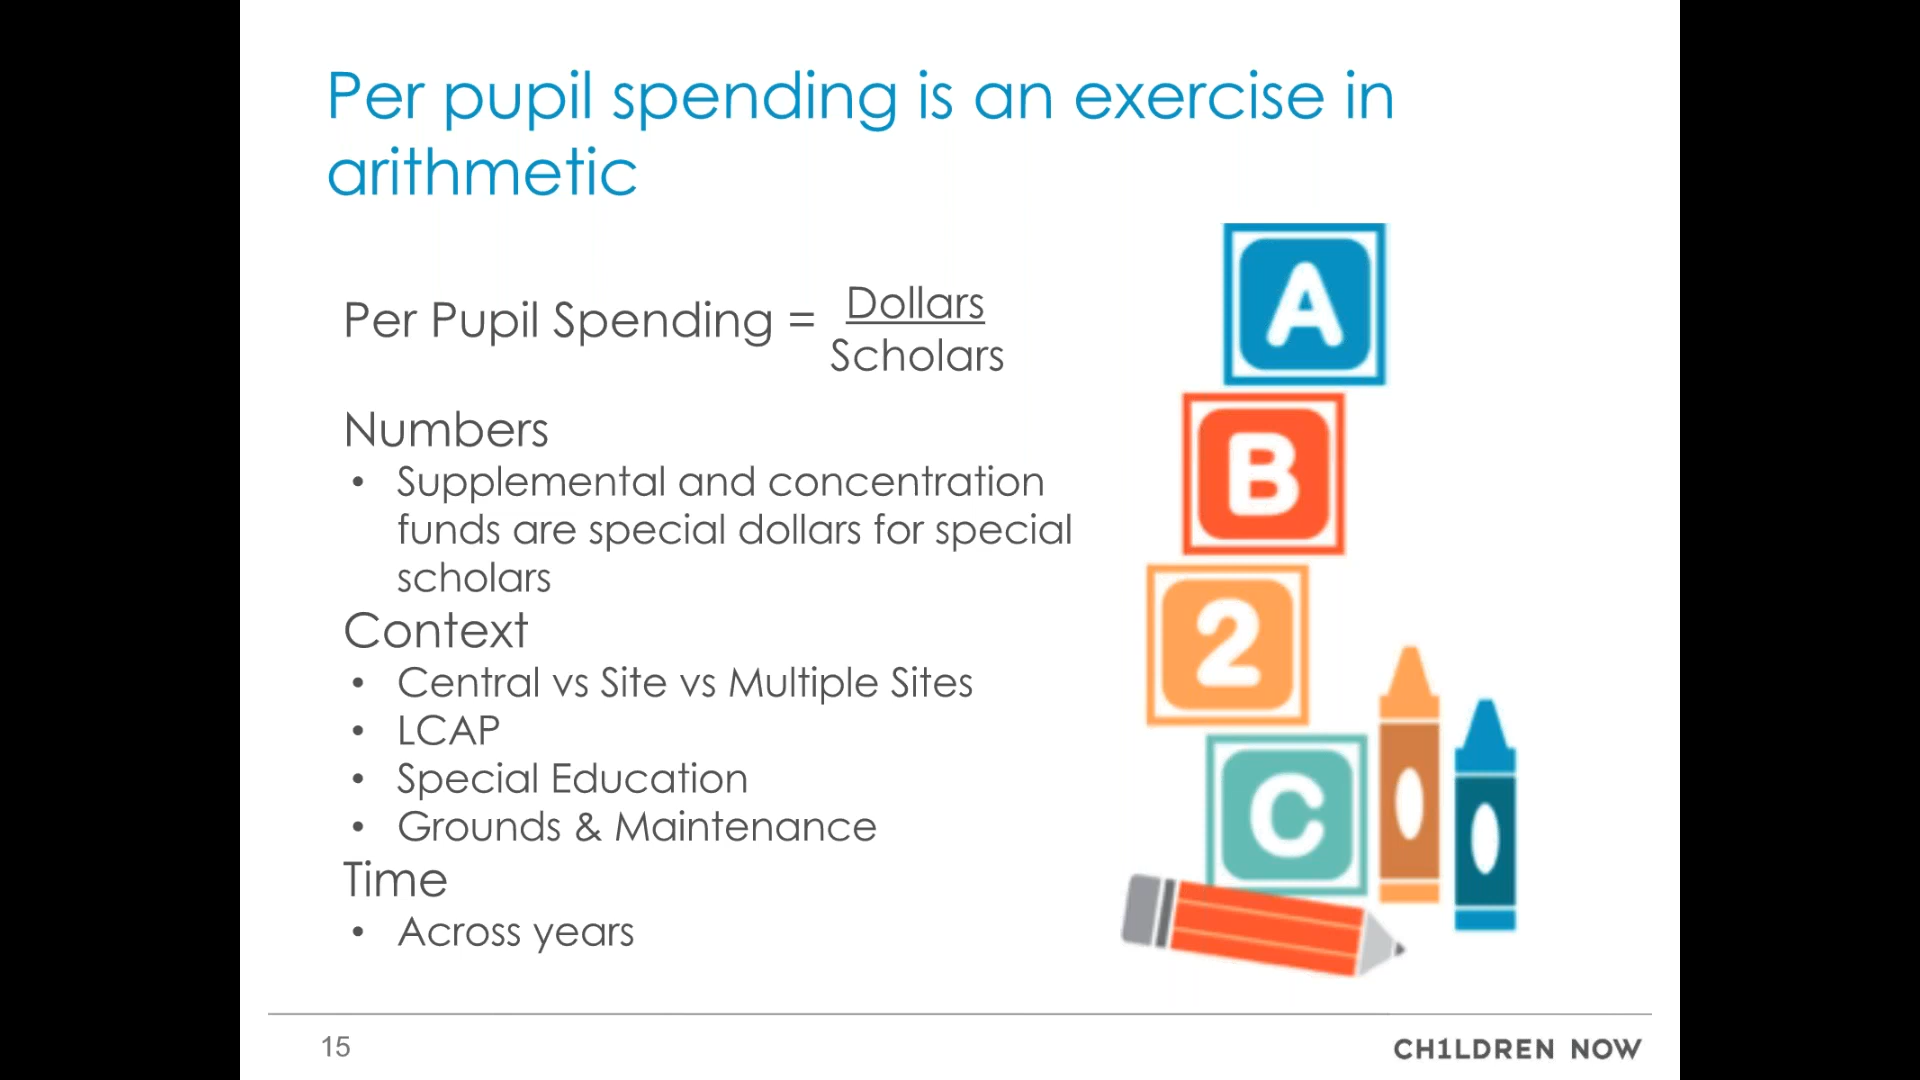 Per pupil spending is an exercise in
arithmetic
Per Pupil Spending = Dollars
Scholars
Numbers
• Supplemental and concentration
funds are special dollars for special
scholars
Context
• Central vs Site vs Multiple Sites
• LCAP
• Special Education
• Grounds & Maintenance
Time
• Across years
A
B
2
C
15
CH1LDREN NOW